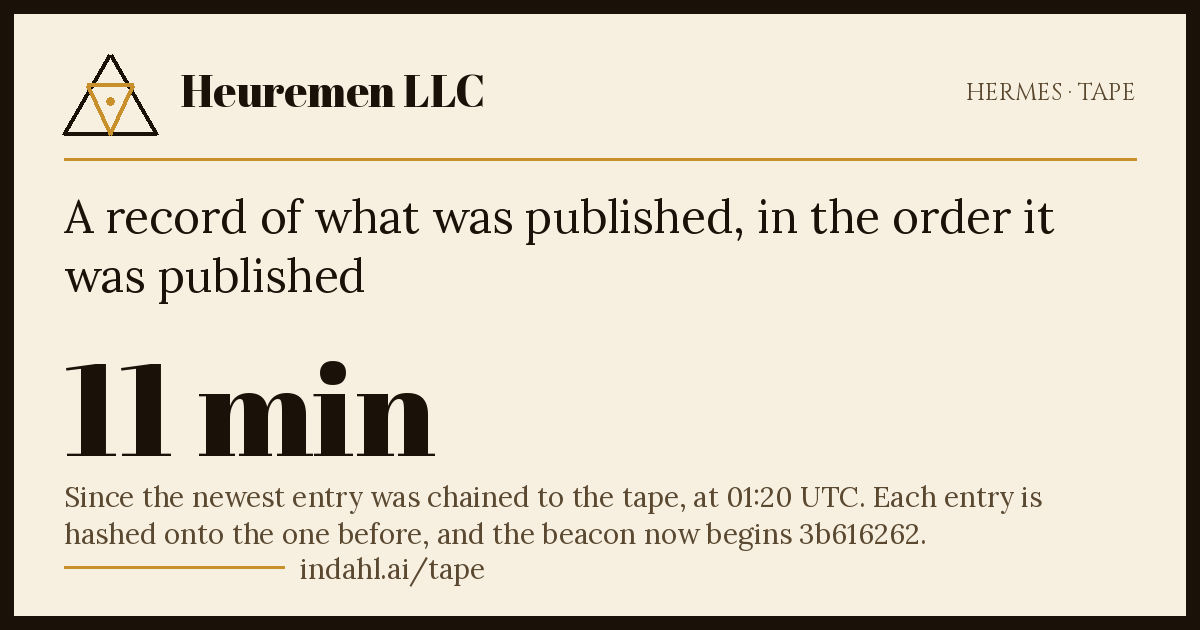 Heuremen LLC
HERMES · TAPE
A record of what was published, in the order it
was published
11 min
Since the newest entry was chained to the tape, at 01:20 UTC. Each entry is
hashed onto the one before, and the beacon now begins 3b616262.
indahl.ai/tape